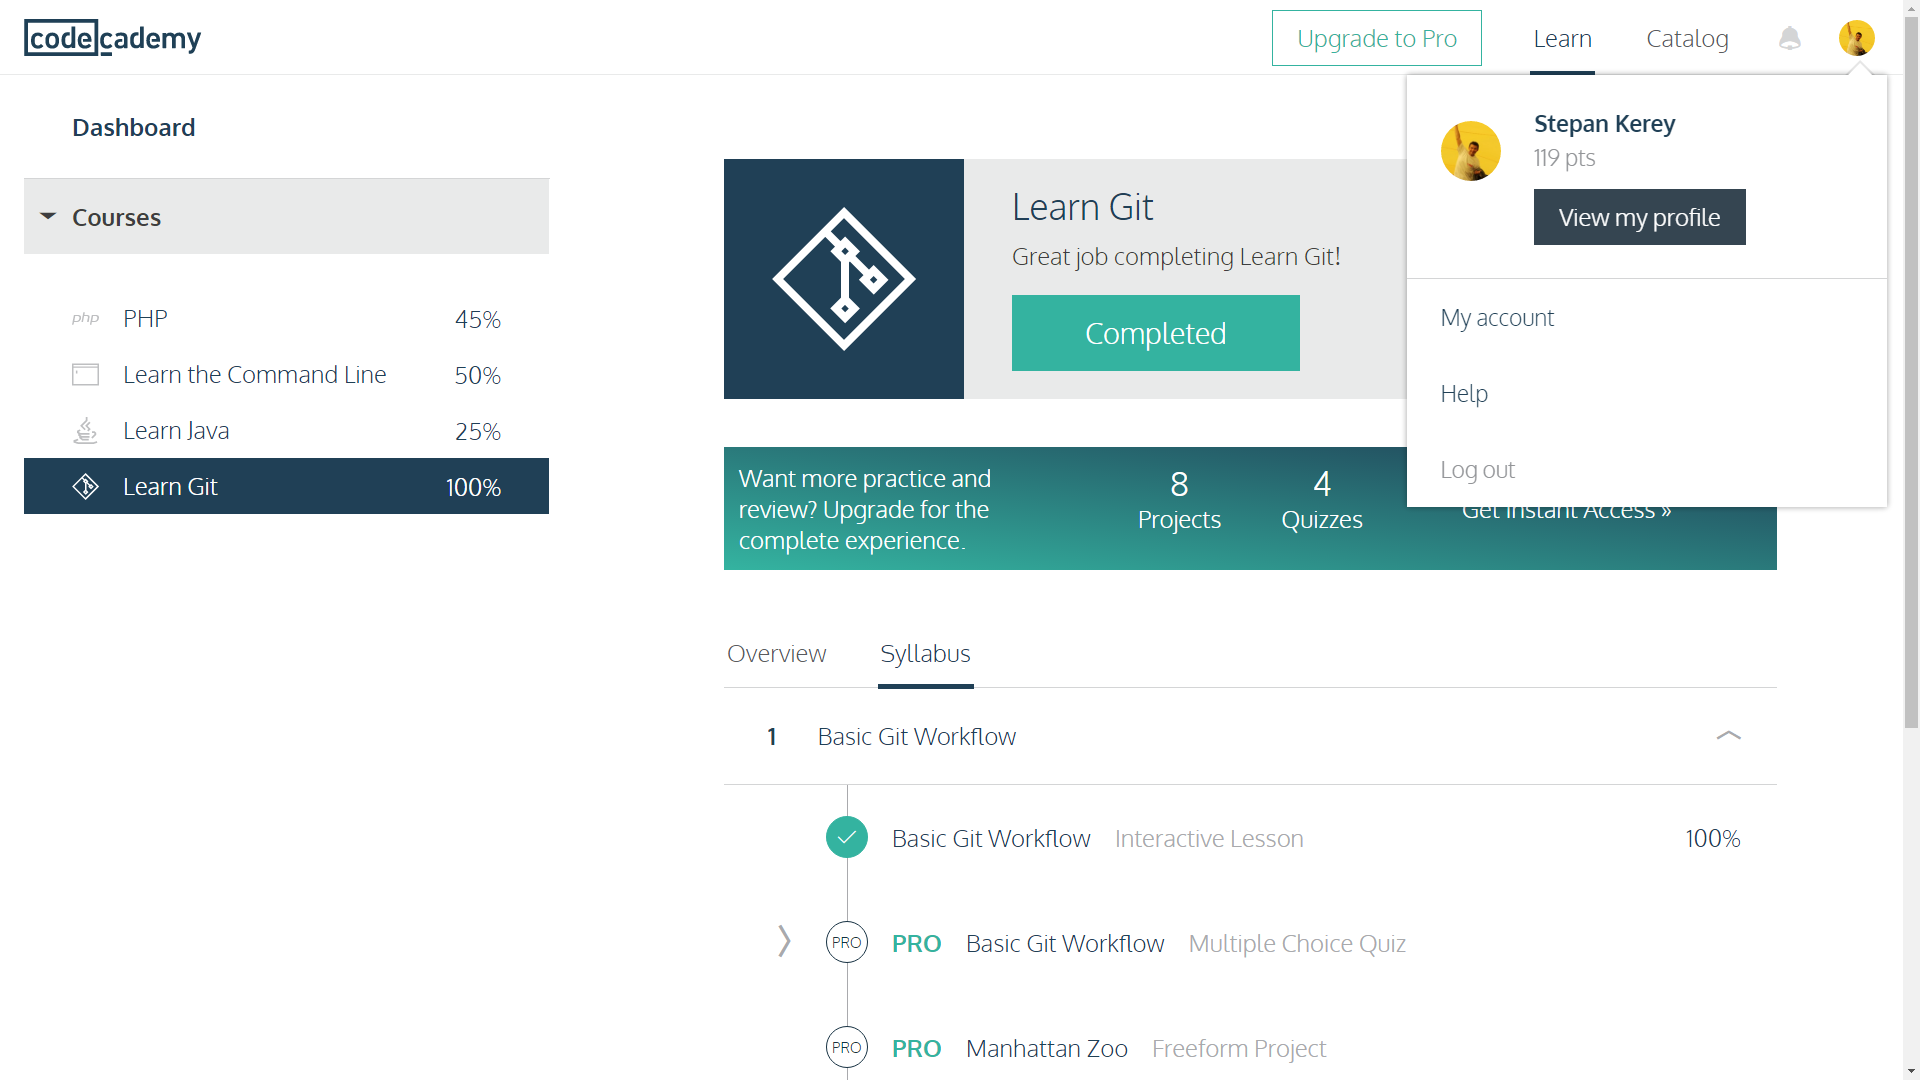 codecademy
Upgrade to Pro
Learn
Catalog
Dashboard
Courses
php PHP 45%
Learn the Command Line 50%
Learn Java 25%
Learn Git 100%
Learn Git
Great job completing Learn Git!
Completed
Stepan Kerey
119 pts
View my profile
My account
Help
Log out
Want more practice and
review? Upgrade for the
complete experience.
8
Projects
4
Quizzes
Get Instant Access »
Overview
Syllabus
1 Basic Git Workflow
Basic Git Workflow Interactive Lesson 100%
PRO PRO Basic Git Workflow Multiple Choice Quiz
PRO PRO Manhattan Zoo Freeform Project